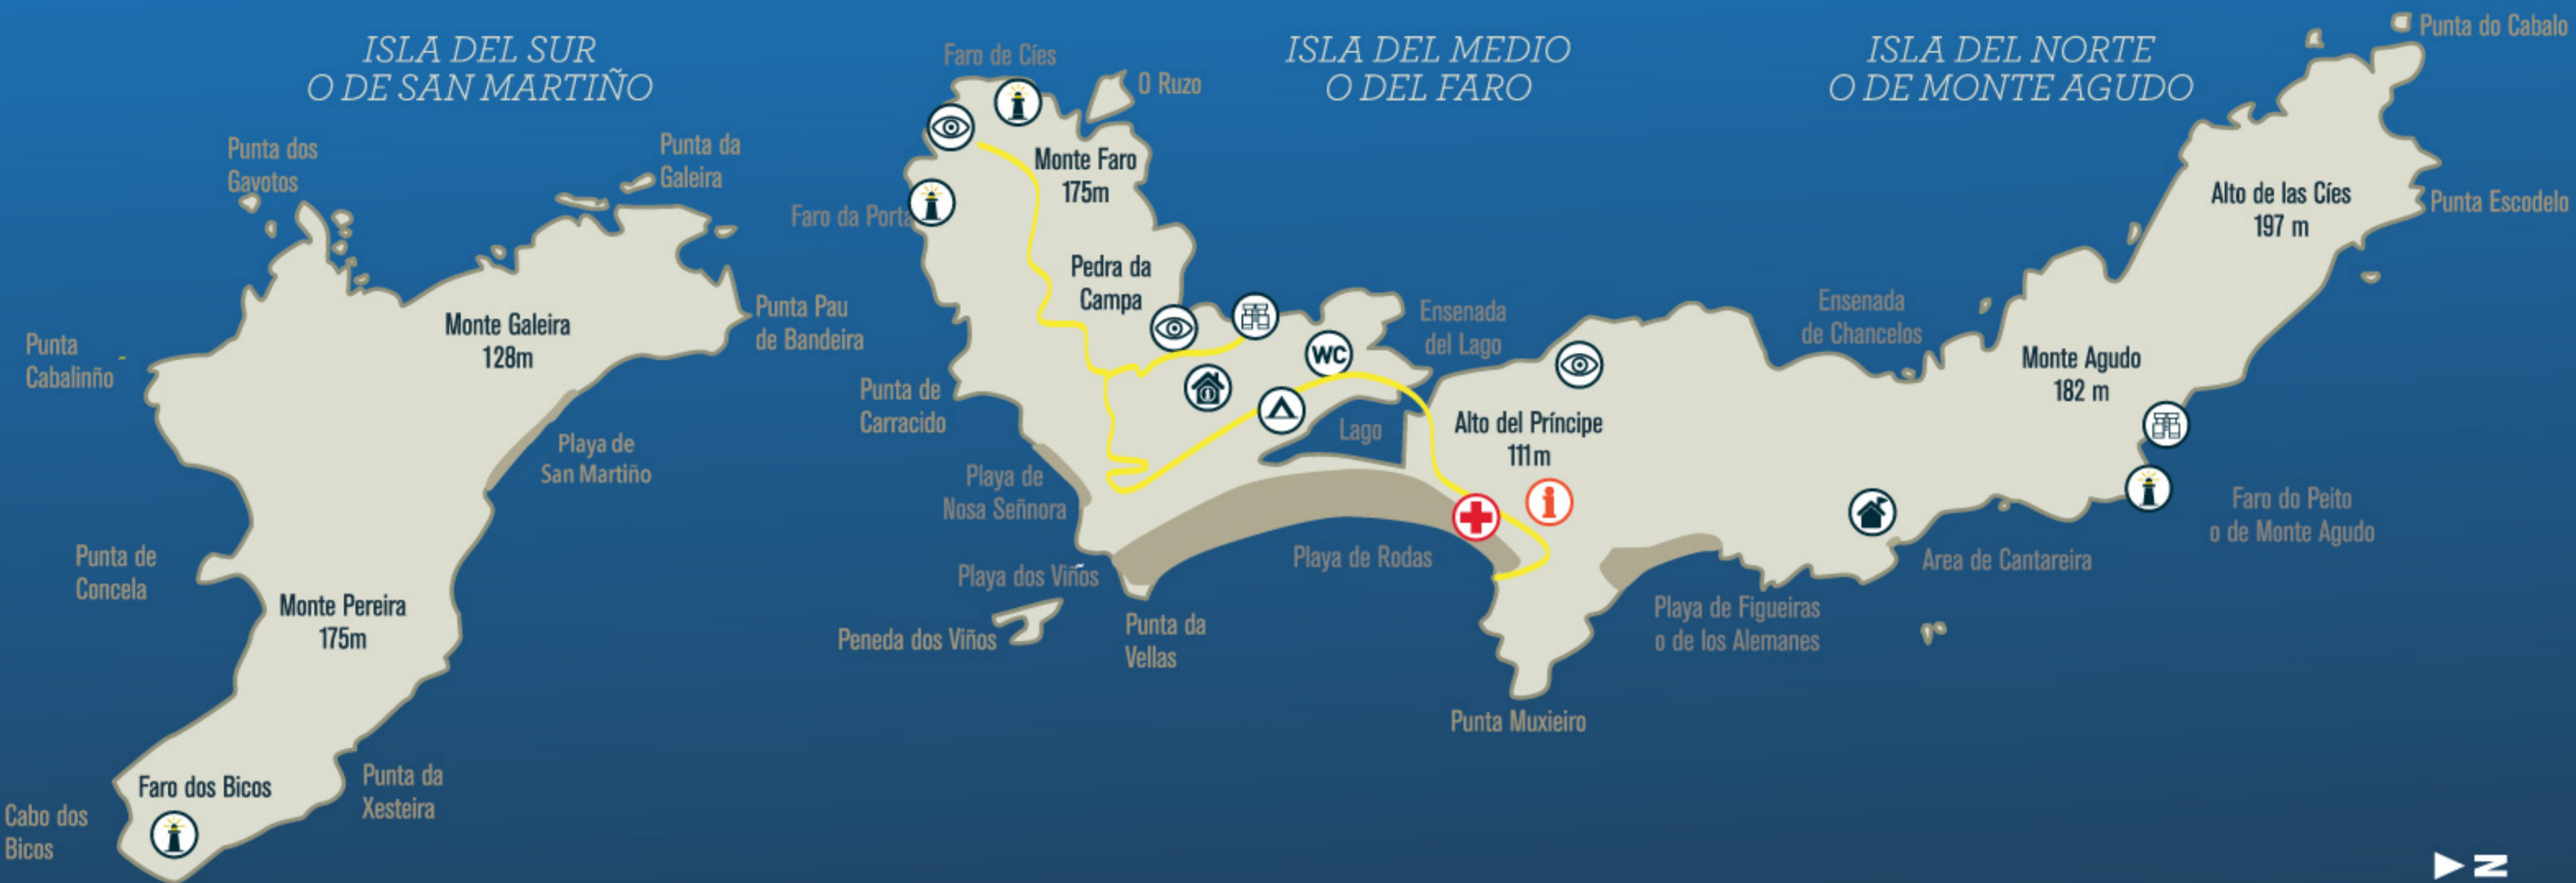 ISLA DEL SUR
O DE SAN MARTIÑO
Punta dos
Gavotos
Punta da
Galeira
Punta
Cabalinño
Monte Galeira
128m
Punta Pau
de Bandeira
Playa de
San Martiño
Punta de
Concela
Monte Pereira
175m
Faro dos Bicos
Punta da
Xesteira
Cabo dos
Bicos
ISLA DEL MEDIO
O DEL FARO
Faro de Cíes
O Ruzo
Monte Faro
175m
Faro da Porta
Pedra da
Campa
WC
Ensenada
del Lago
Punta de
Carracido
Lago
Playa de
Nosa Señnora
Playa dos Viños
Peneda dos Viños
Punta da
Vellas
Playa de Rodas
ISLA DEL NORTE
O DE MONTE AGUDO
Punta do Cabalo
Alto de las Cíes
197 m
Punta Escodelo
Ensenada
de Chancelos
Monte Agudo
182 m
Alto del Príncipe
111m
i
Faro do Peito
o de Monte Agudo
Area de Cantareira
Playa de Figueiras
o de los Alemanes
Punta Muxieiro
N